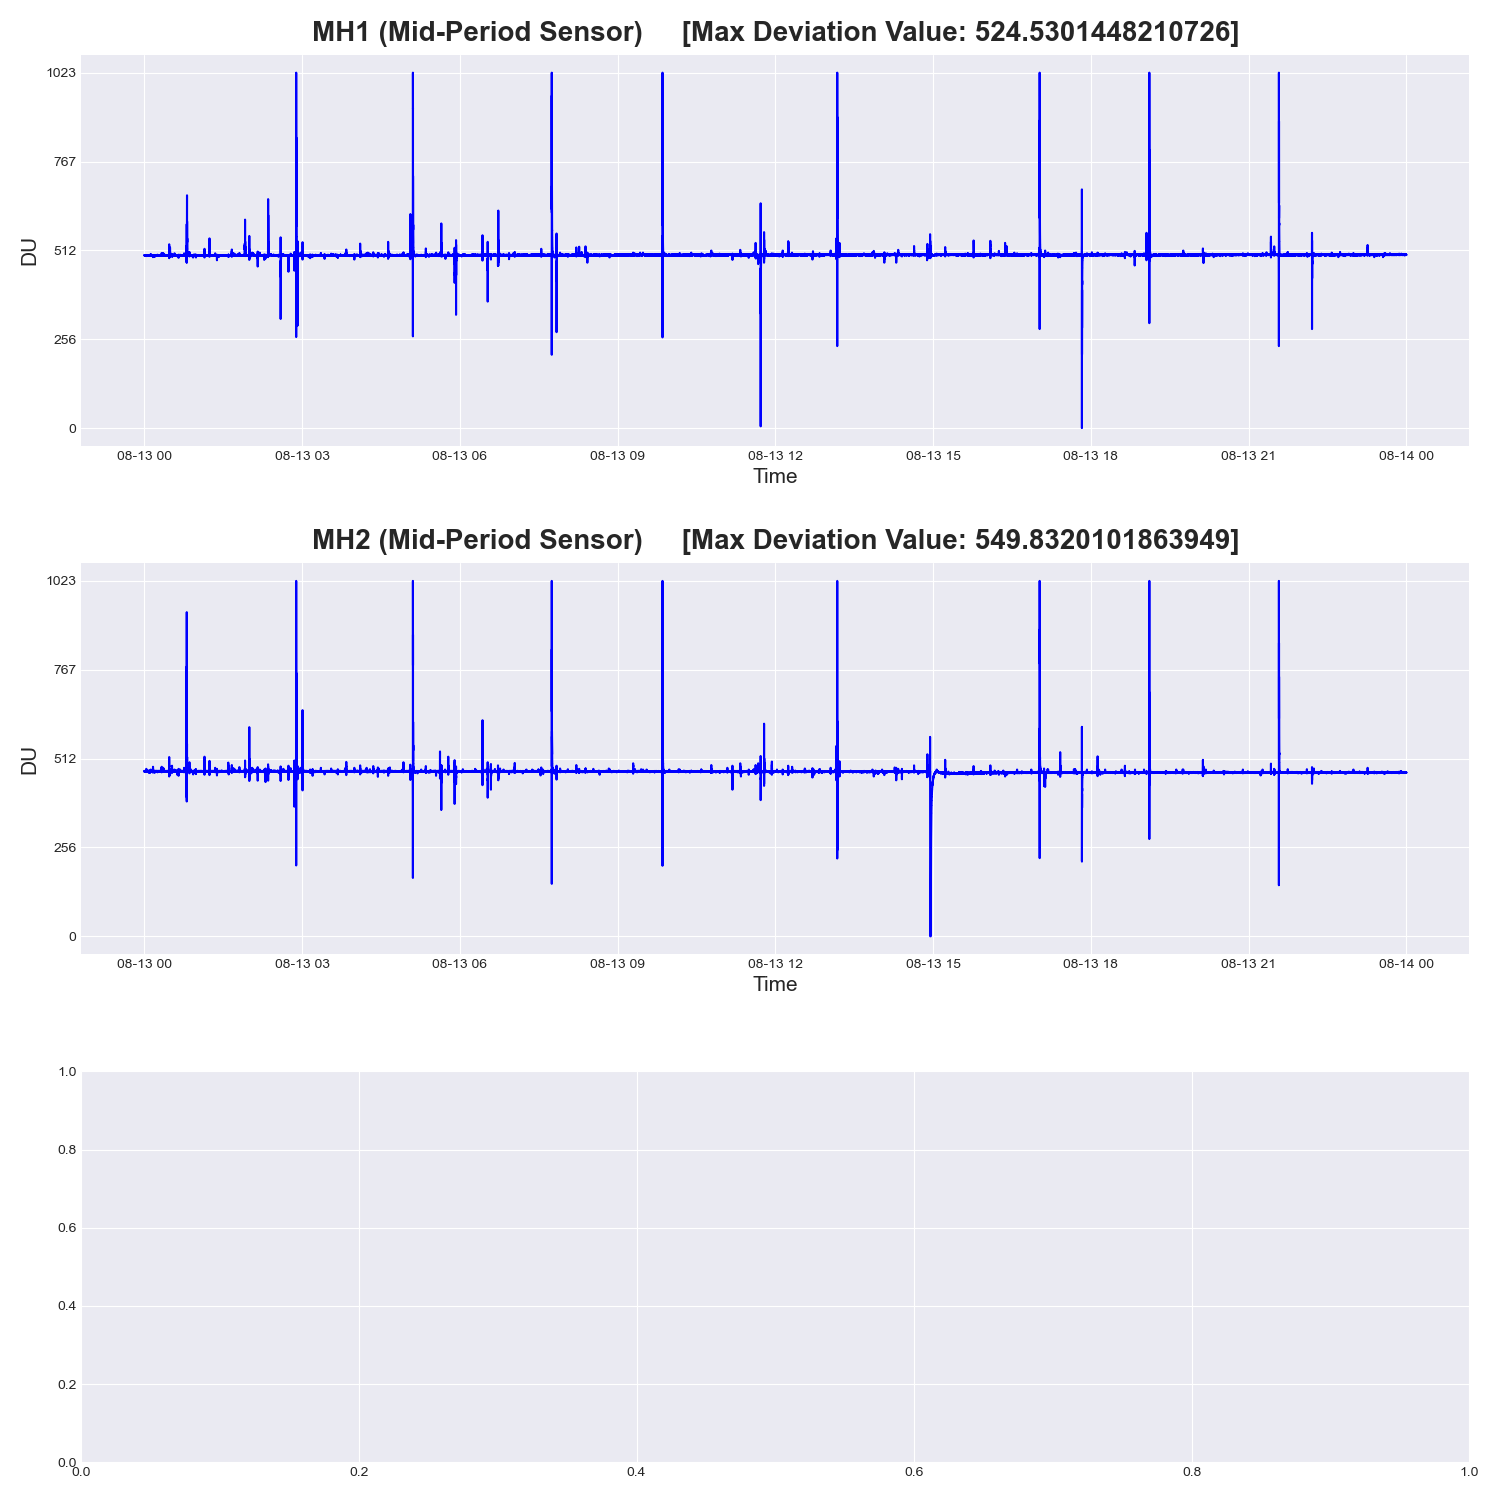 MH1 (Mid-Period Sensor) [Max Deviation Value: 524.5301448210726]
1023
767
512
256
0
DU
08-13 00 08-13 03 08-13 06 08-13 09 08-13 12 08-13 15 08-13 18 08-13 21 08-14 00
Time
MH2 (Mid-Period Sensor) [Max Deviation Value: 549.8320101863949]
1023
767
512
256
0
DU
08-13 00 08-13 03 08-13 06 08-13 09 08-13 12 08-13 15 08-13 18 08-13 21 08-14 00
Time
1.0
0.8
0.6
0.4
0.2
0.0
0.0 0.2 0.4 0.6 0.8 1.0